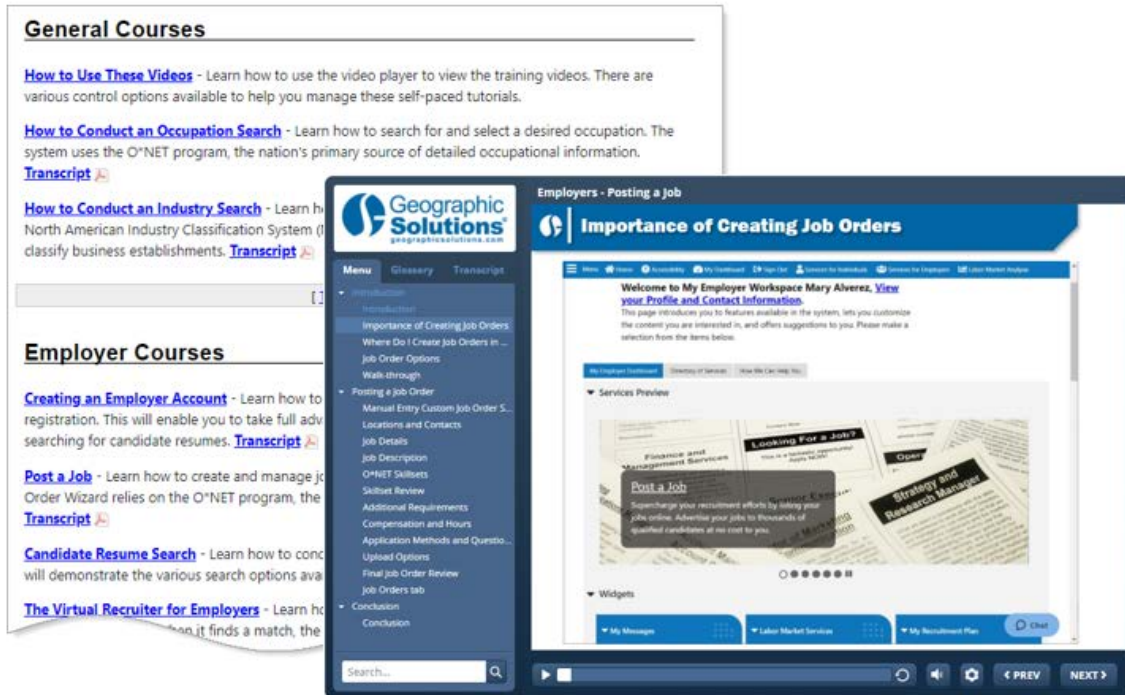 General Courses
How to Use These Videos - Learn how to use the video player to view the training videos. There are
various control options available to help you manage these self-paced tutorials.
How to Conduct an Occupation Search - Learn how to search for and select a desired occupation. The
system uses the O*NET program, the nation's primary source of detailed occupational information.
Transcript
How to Conduct an Industry Search - Learn
North American Industry Classification System
classify business establishments. Transcript
Employer Courses
Creating an Employer Account - Learn how to
registration. This will enable you to take full
searching for candidate resumes. Transcript
Post a Job - Learn how to create and manage
Order Wizard relies on the O*NET program, the
Transcript
Candidate Resume Search - Learn how to
will demonstrate the various search options
The Virtual Recruiter for Employers - Learn
it finds a match, the
Geographic
Solutions®
geographicsolutions.com
Menu Glossary Transcript
Introduction
Introduction
Importance of Creating Job Orders
Where Do I Create Job Orders in ...
Job Order Options
Walk-through
Posting a Job Order
Manual Entry Custom Job Order S...
Locations and Contacts
Job Details
Job Description
O*NET Skillsets
Skillset Review
Additional Requirements
Compensation and Hours
Application Methods and Questio...
Upload Options
Final Job Order Review
Job Orders tab
Conclusion
Conclusion
Search...
Employers - Posting a Job
Importance of Creating Job Orders
Menu Home Accessibility My Dashboard Sign Out Services for Individuals Services for Employers Labor Market Analysis
Welcome to My Employer Workspace Mary Alverez, View
your Profile and Contact Information.
This page introduces you to features available in the system, lets you customize
the content you are interested in, and offers suggestions to you. Please make a
selection from the items below.
My Employer Dashboard Directory of Services How We Can Help You
Services Preview
Finance and
Management Services
Looking For a Job?
This is a fantastic opportunity!
Apply NOW!
Strategy and
Research Manager
Post a Job
Supercharge your recruitment efforts by listing your
jobs online. Advertise your jobs to thousands of
qualified candidates at no cost to you.
Widgets
My Messages
Labor Market Services
My Recruitment Plan
Chat
PREV
NEXT